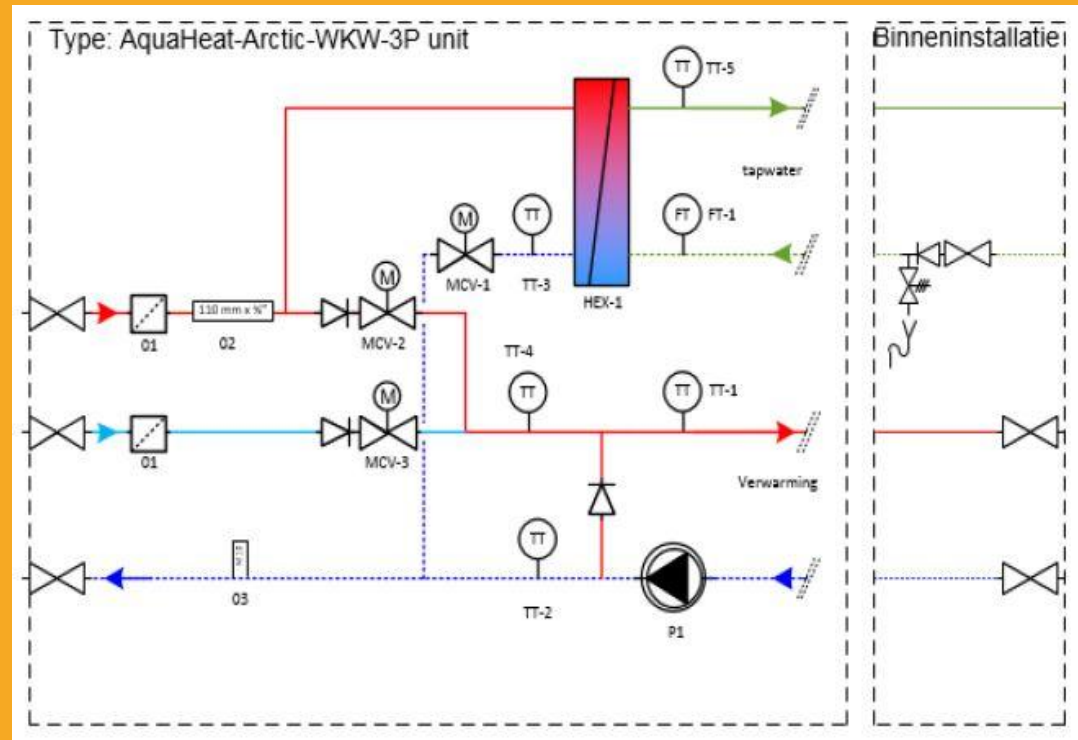 Type: AquaHeat-Arctic-WKW-3P unit
Binneninstallatie
TT
TT-5
tapwater
M
TT
FT
FT-1
MCV-1
TT-3
HEX-1
M
110 mm x ¾"
01
02
MCV-2
TT-4
M
TT
TT
TT-1
01
MCV-3
Verwarming
TT
03
TT-2
P1